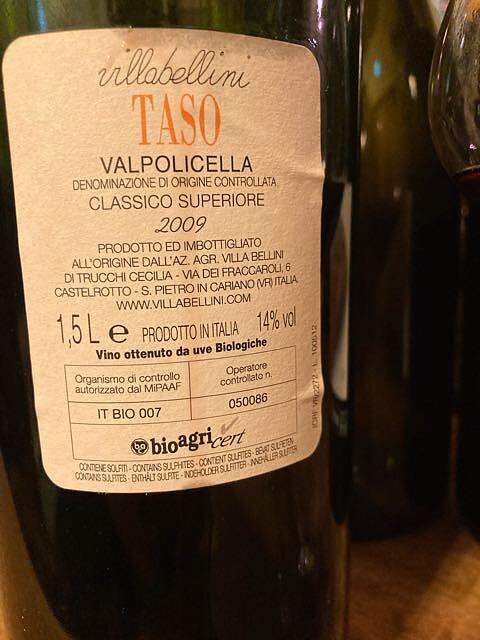 villabellini
TASO
VALPOLICELLA
DENOMINAZIONE DI ORIGINE CONTROLLATA
CLASSICO SUPERIORE
2009
PRODOTTO ED IMBOTTIGLIATO
ALL'ORIGINE DALL'AZ. AGR. VILLA BELLINI
DI TRUCCHI CECILIA - VIA DEI FRACCAROLI, 6
CASTELROTTO - S. PIETRO IN CARIANO (VR) ITALIA
WWW.VILLABELLINI.COM
1,5 L e PRODOTTO IN ITALIA 14% vol
Vino ottenuto da uve Biologiche
Organismo di controllo
autorizzato dal MiPAAF
Operatore
controllato n.
IT BIO 007
050086
bioagricert
CONTIENE SOLFITI - CONTAINS SULPHITES - CONTIENT SULFITES - BEVAT SULFIETEN
CONTAINS SULFITES - ENTHÄLT SULFITE - INDEHOLDER SULFITTER - INNEHÅLLER SULFITER
ICRF VR/2272 - L. 100512